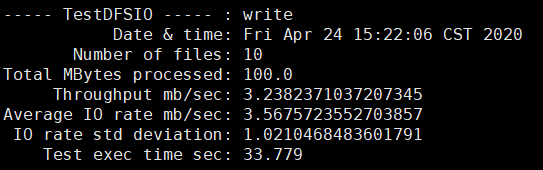 ----- TestDFSIO ----- : write
Date & time: Fri Apr 24 15:22:06 CST 2020
Number of files: 10
Total MBytes processed: 100.0
Throughput mb/sec: 3.2382371037207345
Average IO rate mb/sec: 3.5675723552703857
IO rate std deviation: 1.0210468483601791
Test exec time sec: 33.779